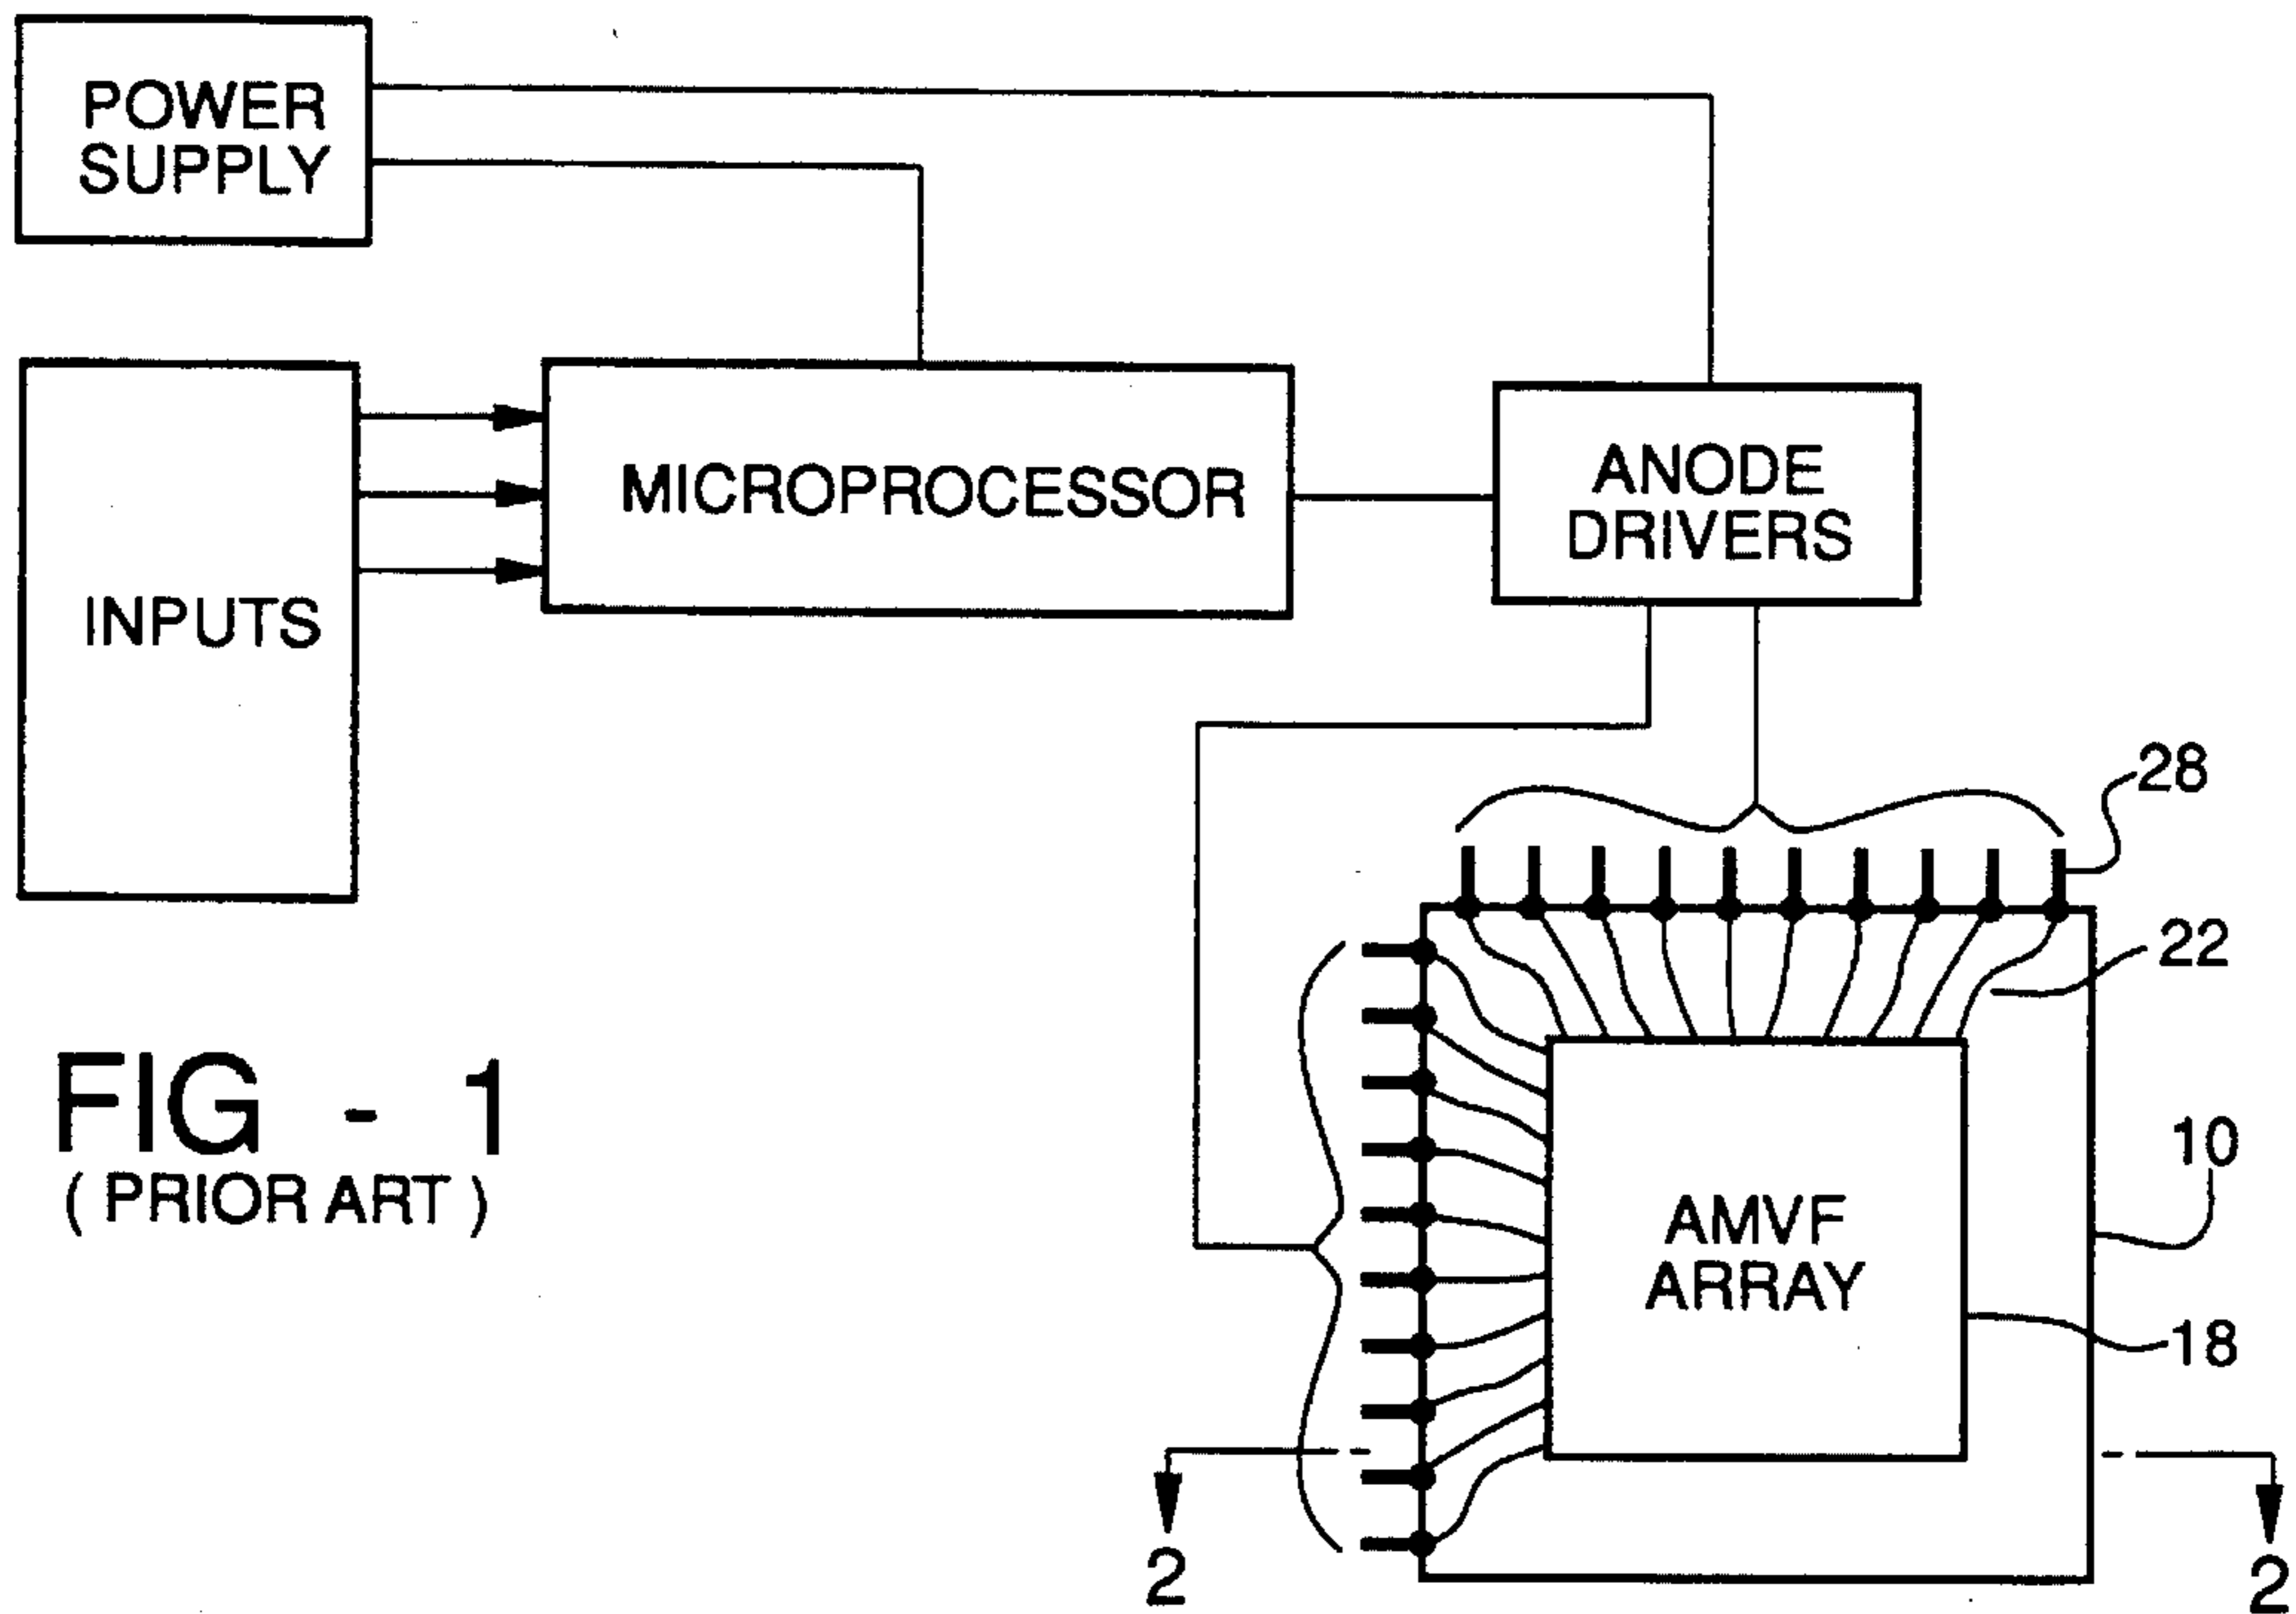 POWER
SUPPLY
INPUTS
MICROPROCESSOR
ANODE
DRIVERS
28
22
10
18
AMVF
ARRAY
2
2
FIG - 1
( PRIOR ART )